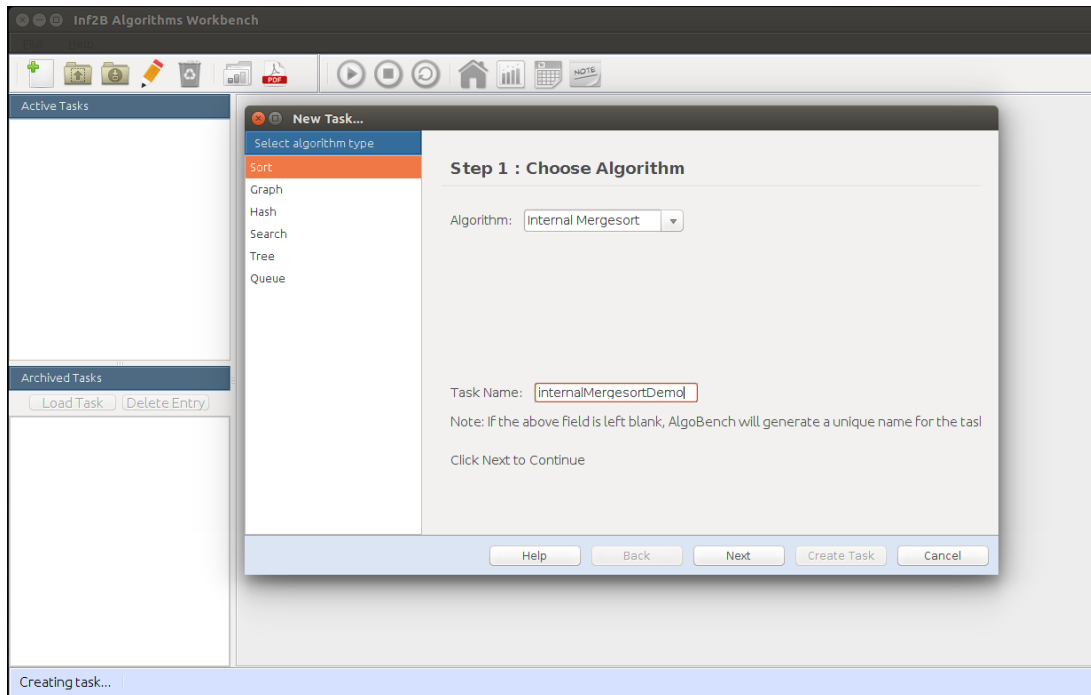 Inf2B Algorithms Workbench
PDF
NOTE
Active Tasks
New Task...
Select algorithm type
Sort
Graph
Hash
Search
Tree
Queue
Step 1 : Choose Algorithm
Algorithm: Internal Mergesort
Task Name: internalMergesortDemo
Note: If the above field is left blank, AlgoBench will generate a unique name for the tasl
Click Next to Continue
Help Back Next Create Task Cancel
Archived Tasks
Load Task Delete Entry
Creating task...